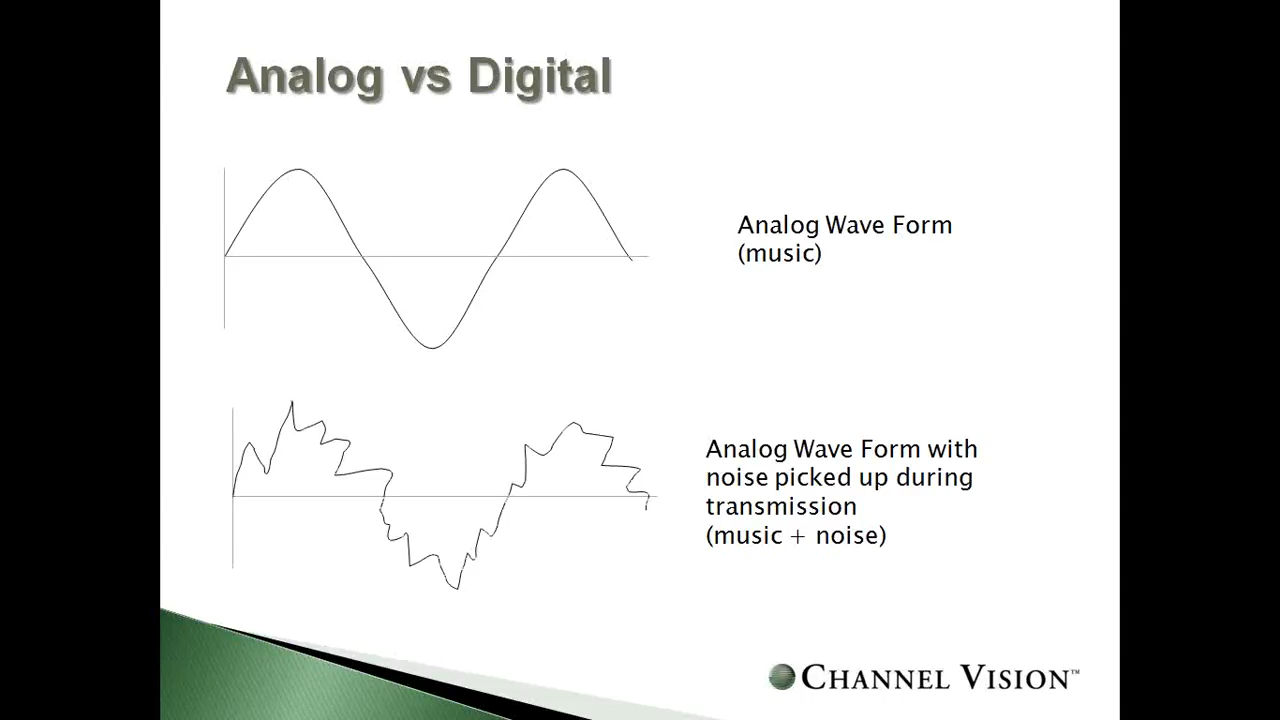 Analog vs Digital
Analog Wave Form
(music)
Analog Wave Form with
noise picked up during
transmission
(music + noise)
CHANNEL VISION™